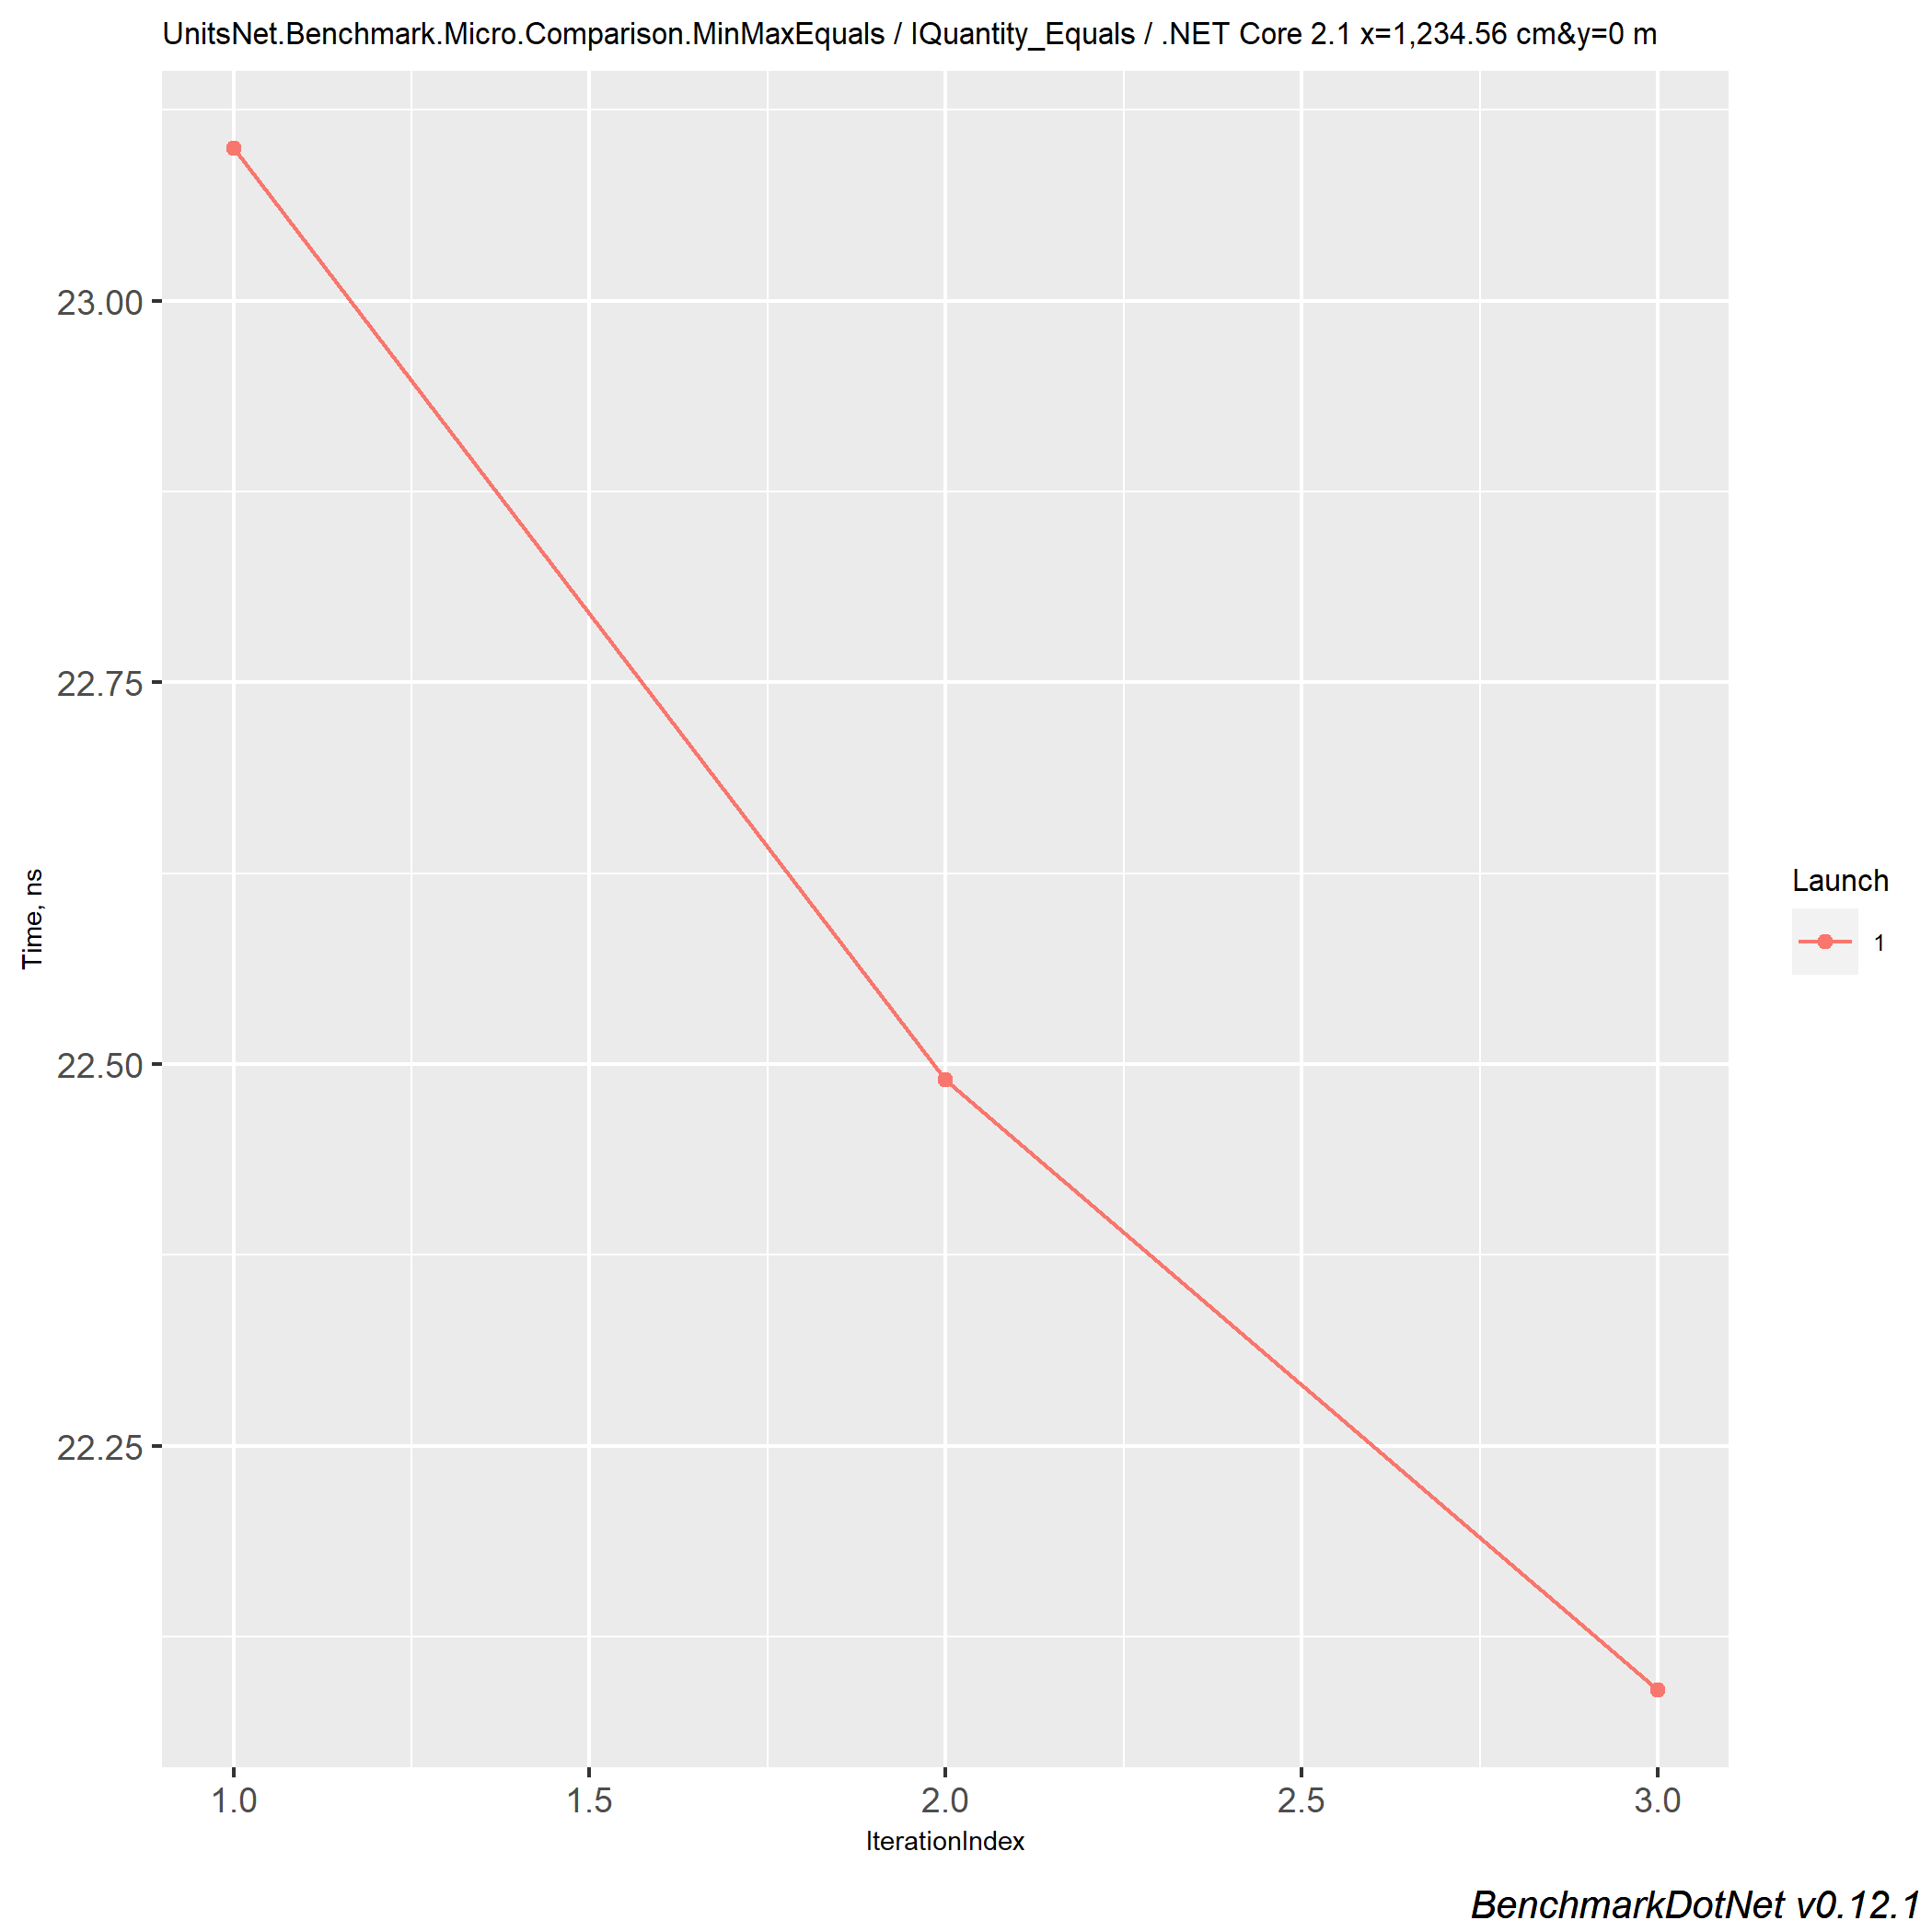 UnitsNet.Benchmark.Micro.Comparison.MinMaxEquals / IQuantity_Equals / .NET Core 2.1 x=1,234.56 cm&y=0 m
23.00
22.75
22.50
22.25
Time, ns
1.0 1.5 2.0 2.5 3.0
IterationIndex
Launch
1
BenchmarkDotNet v0.12.1